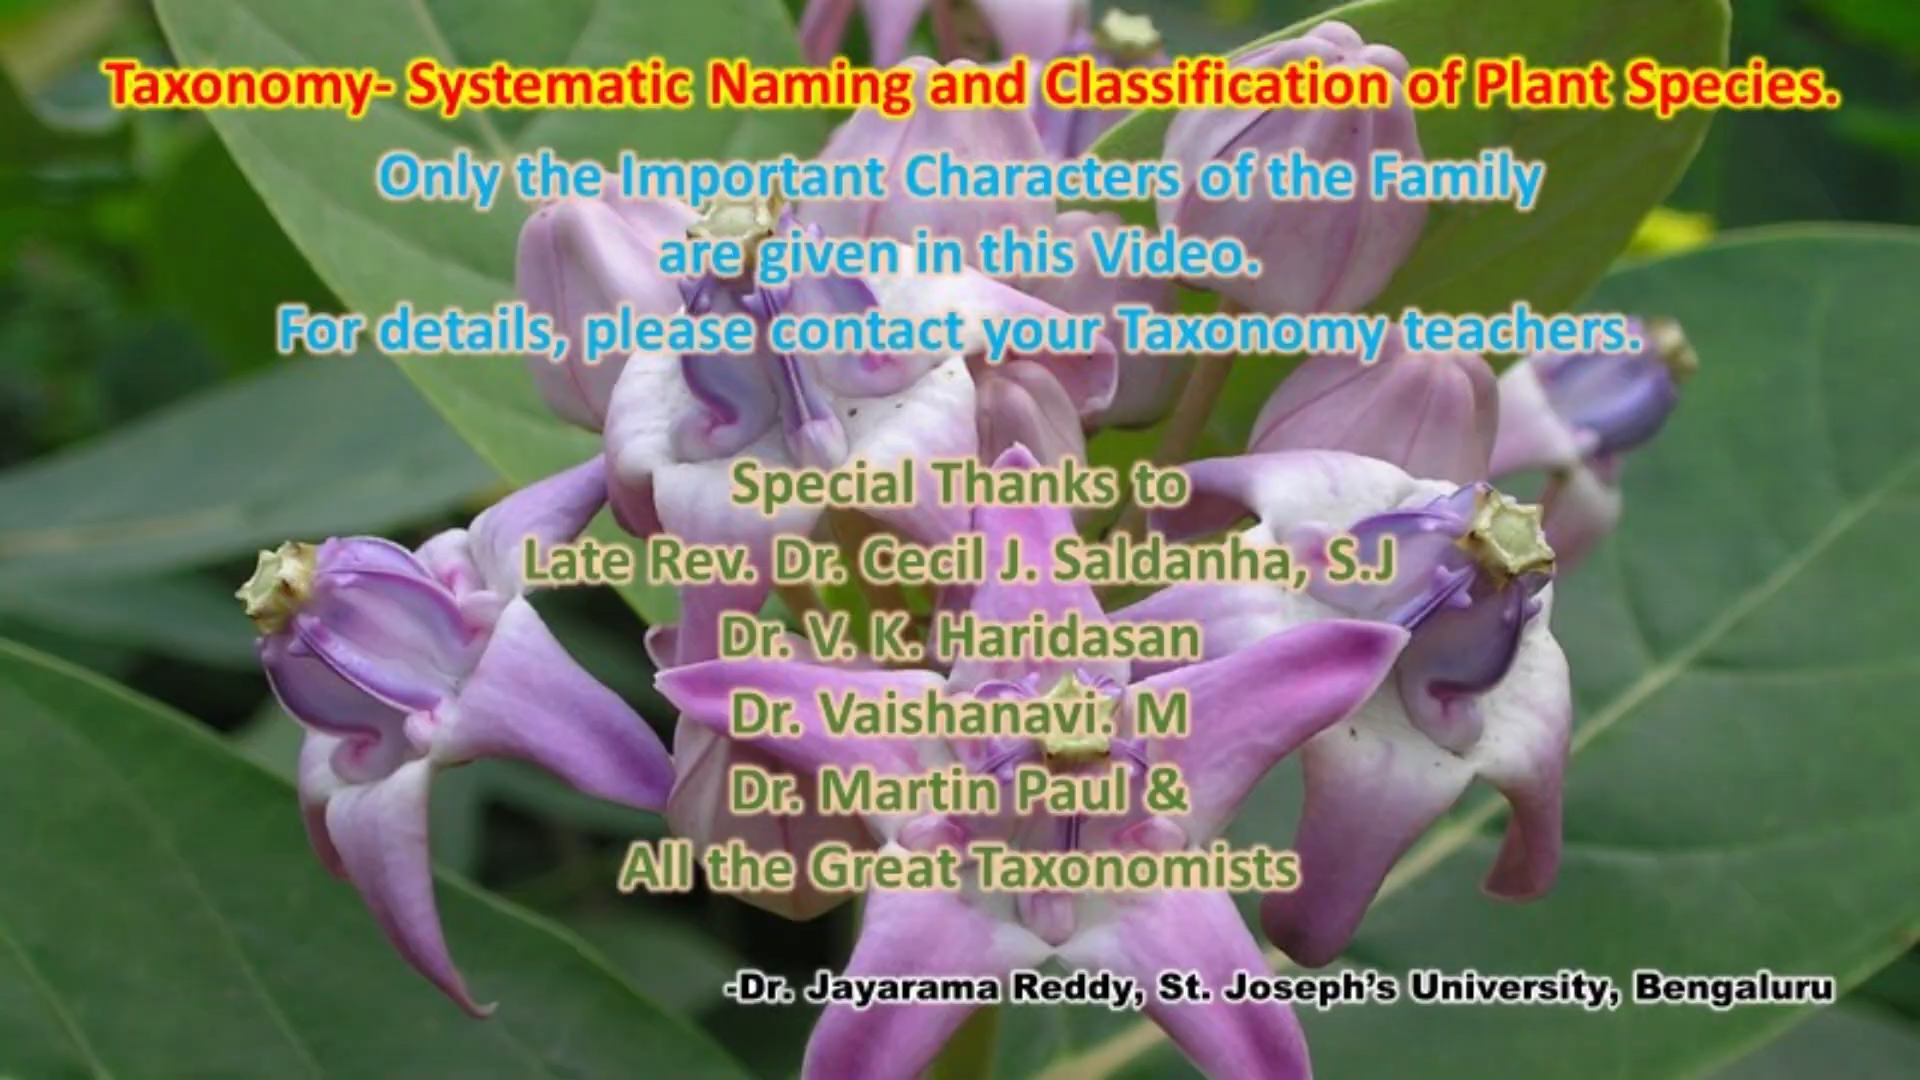 Taxonomy- Systematic Naming and Classification of Plant Species.
Only the Important Characters of the Family
are given in this Video.
For details, please contact your Taxonomy teachers.
Special Thanks to
Late Rev. Dr. Cecil J. Saldanha, S.J
Dr. V. K. Haridasan
Dr. Vaishanavi. M
Dr. Martin Paul &
All the Great Taxonomists
-Dr. Jayarama Reddy, St. Joseph's University, Bengaluru